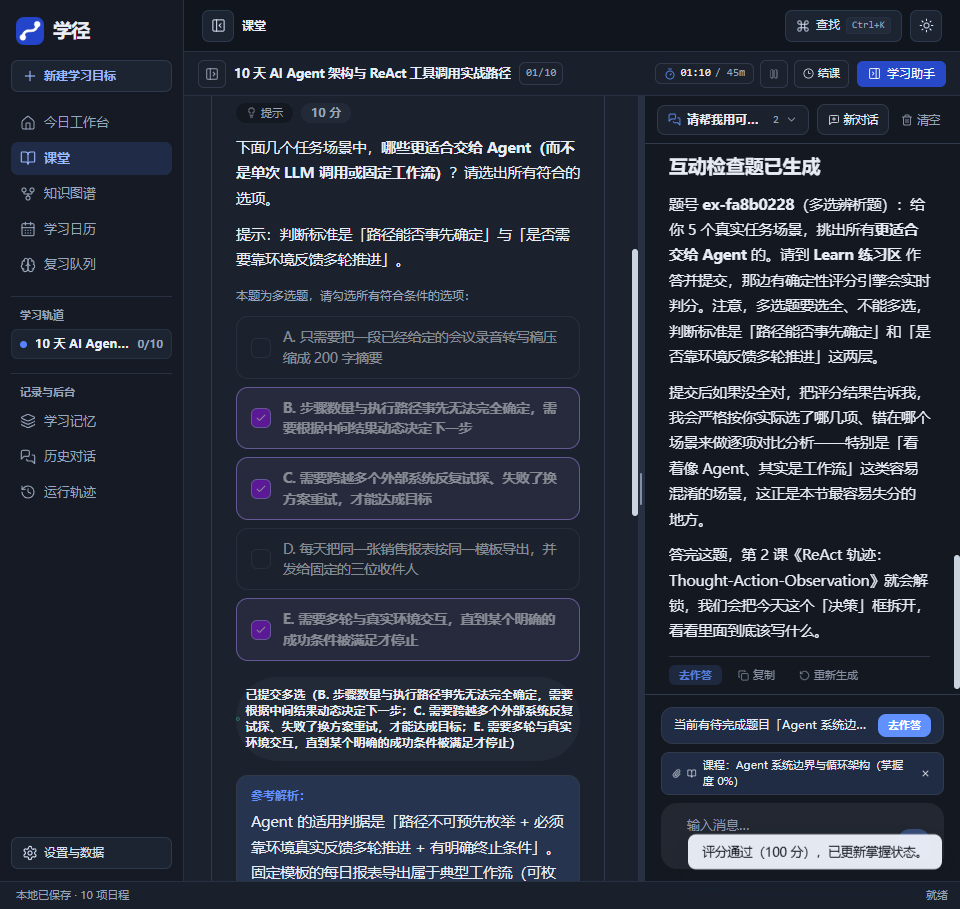 学径
新建学习目标
今日工作台
课堂
知识图谱
学习日历
复习队列
学习轨道
10 天 AI Agen... 0/10
记录与后台
学习记忆
历史对话
运行轨迹
设置与数据
课堂
查找 Ctrl+K
10 天 AI Agent 架构与 ReAct 工具调用实战路径 01/10
01:10 / 45m
结课
学习助手
提示 10 分
下面几个任务场景中，哪些更适合交给 Agent（而不
是单次 LLM 调用或固定工作流）？请选出所有符合的
选项。
提示：判断标准是「路径能否事先确定」与「是否需
要靠环境反馈多轮推进」。
本题为多选题，请勾选所有符合条件的选项：
A. 只需要把一段已经给定的会议录音转写稿压
缩成 200 字摘要
B. 步骤数量与执行路径事先无法完全确定，需
要根据中间结果动态决定下一步
C. 需要跨越多个外部系统反复试探、失败了换
方案重试，才能达成目标
D. 每天把同一张销售报表按同一模板导出，并
发给固定的三位收件人
E. 需要多轮与真实环境交互，直到某个明确的
成功条件被满足才停止
已提交多选（B. 步骤数量与执行路径事先无法完全确定，需要
根据中间结果动态决定下一步；C. 需要跨越多个外部系统反复
试探、失败了换方案重试，才能达成目标；E. 需要多轮与真实
环境交互，直到某个明确的成功条件被满足才停止）
参考解析：
Agent 的适用判据是「路径不可预先枚举 + 必须
靠环境真实反馈多轮推进 + 有明确终止条件」。
固定模板的每日报表导出属于典型工作流（可枚
请帮我用可... 2
新对话
清空
互动检查题已生成
题号 ex-fa8b0228（多选辨析题）：给
你 5 个真实任务场景，挑出所有更适合
交给 Agent 的。请到 Learn 练习区 作
答并提交，那边有确定性评分引擎会实时
判分。注意，多选题要选全、不能多选，
判断标准是「路径能否事先确定」和「是
否靠环境反馈多轮推进」这两层。
提交后如果没全对，把评分结果告诉我，
我会严格按你实际选了哪几项、错在哪个
场景来做逐项对比分析——特别是「看
着像 Agent、其实是工作流」这类容易
混淆的场景，这正是本节最容易失分的
地方。
答完这题，第 2 课《ReAct 轨迹：
Thought-Action-Observation》就会解
锁，我们会把今天这个「决策」框拆开，
看看里面到底该写什么。
去作答 复制 重新生成
当前有待完成题目「Agent 系统边... 去作答
课程：Agent 系统边界与循环架构（掌握
度 0%）
输入消息...
评分通过（100 分），已更新掌握状态。
本地已保存 · 10 项日程
就绪